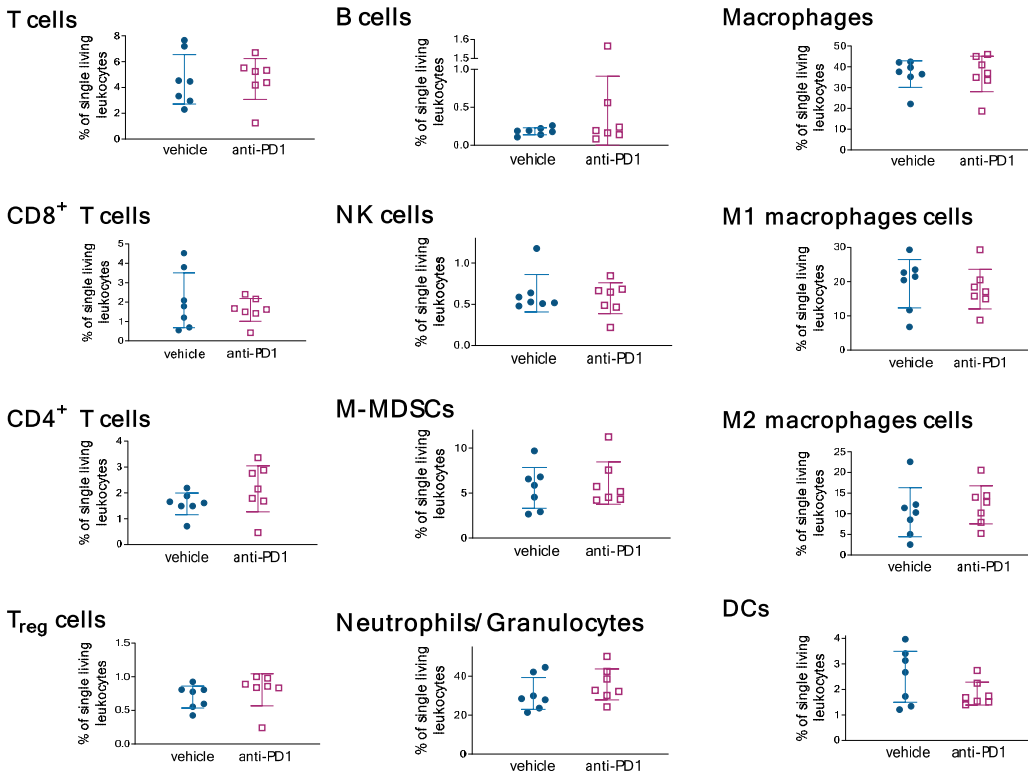 T cells
% of single living
leukocytes
8
6
4
2
0
vehicle
anti-PD1
B cells
% of single living
leukocytes
1.6
1.5
1.0
0.5
0.0
vehicle
anti-PD1
Macrophages
% of single living
leukocytes
50
40
30
20
10
0
vehicle
anti-PD1
CD8+ T cells
% of single living
leukocytes
5
4
3
2
1
0
vehicle
anti-PD1
NK cells
% of single living
leukocytes
1.0
0.5
0.0
vehicle
anti-PD1
M1 macrophages cells
% of single living
leukocytes
30
20
10
0
vehicle
anti-PD1
CD4+ T cells
% of single living
leukocytes
4
3
2
1
0
vehicle
anti-PD1
M-MDSCs
% of single living
leukocytes
10
5
0
vehicle
anti-PD1
M2 macrophages cells
% of single living
leukocytes
25
20
15
10
5
0
vehicle
anti-PD1
Treg cells
% of single living
leukocytes
1.5
1.0
0.5
0.0
vehicle
anti-PD1
Neutrophils/ Granulocytes
% of single living
leukocytes
40
20
0
vehicle
anti-PD1
DCs
% of single living
leukocytes
4
3
2
1
0
vehicle
anti-PD1